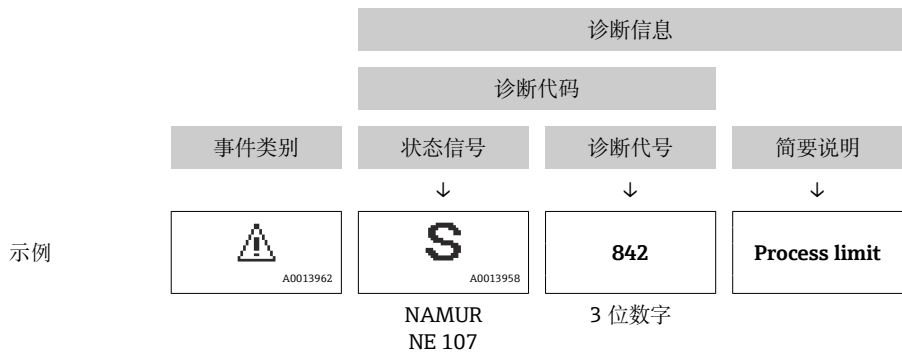 诊断信息
诊断代码
事件类别 状态信号 诊断代号 简要说明
↓ ↓ ↓
示例 S 842 Process limit
A0013962 A0013958
NAMUR 3 位数字
NE 107